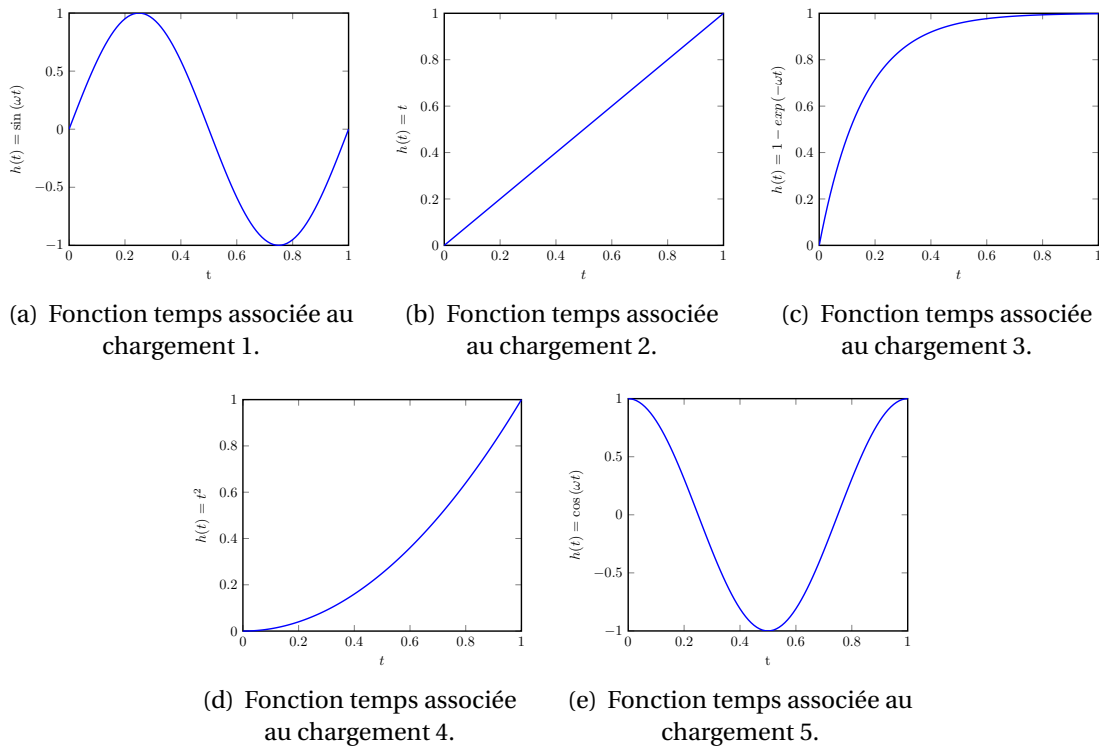 1
0.5
0
−0.5
−1
h(t) = sin (ωt)
0 0.2 0.4 0.6 0.8 1
t
1
0.8
0.6
0.4
0.2
0
h(t) = t
0 0.2 0.4 0.6 0.8 1
t
1
0.8
0.6
0.4
0.2
0
h(t) = 1 − exp (−ωt)
0 0.2 0.4 0.6 0.8 1
t
(a) Fonction temps associée au
chargement 1.
(b) Fonction temps associée
au chargement 2.
(c) Fonction temps associée
au chargement 3.
1
0.8
0.6
0.4
0.2
0
h(t) = t²
0 0.2 0.4 0.6 0.8 1
t
1
0.5
0
−0.5
−1
h(t) = cos (ωt)
0 0.2 0.4 0.6 0.8 1
t
(d) Fonction temps associée
au chargement 4.
(e) Fonction temps associée au
chargement 5.